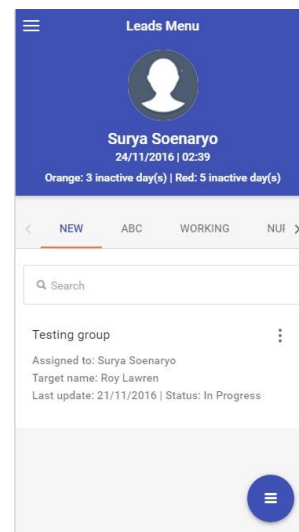 Leads Menu
Surya Soenaryo
24/11/2016 | 02:39
Orange: 3 inactive day(s) | Red: 5 inactive day(s)
NEW ABC WORKING
Search
Testing group
Assigned to: Surya Soenaryo
Target name: Roy Lawren
Last update: 21/11/2016 | Status: In Progress